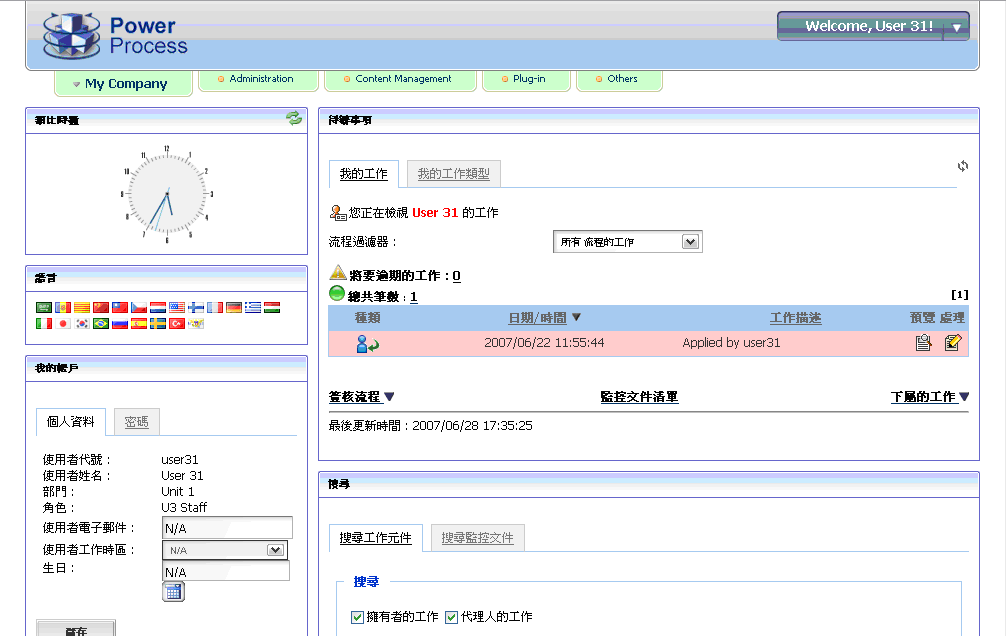 Power
Process
Welcome, User 31!
My Company
Administration
Content Management
Plug-in
Others
類比時鐘
12
11
1
10
2
9
3
8
4
7
5
6
語言
我的帳戶
個人資料
密碼
使用者代號： user31
使用者姓名： User 31
部門： Unit 1
角色： U3 Staff
使用者電子郵件： N/A
使用者工作時區： N/A
生日： N/A
儲存
待辦事項
我的工作
我的工作類型
您正在檢視 User 31 的工作
流程過濾器： 所有 流程的工作
將要逾期的工作：0
總共筆數：1
[1]
種類 日期/時間 ▼ 工作描述 預覽 處理
2007/06/22 11:55:44 Applied by user31
簽核流程▼ 監控文件清單 下屬的工作▼
最後更新時間：2007/06/28 17:35:25
搜尋
搜尋工作元件
搜尋監控文件
搜尋
擁有者的工作 代理人的工作